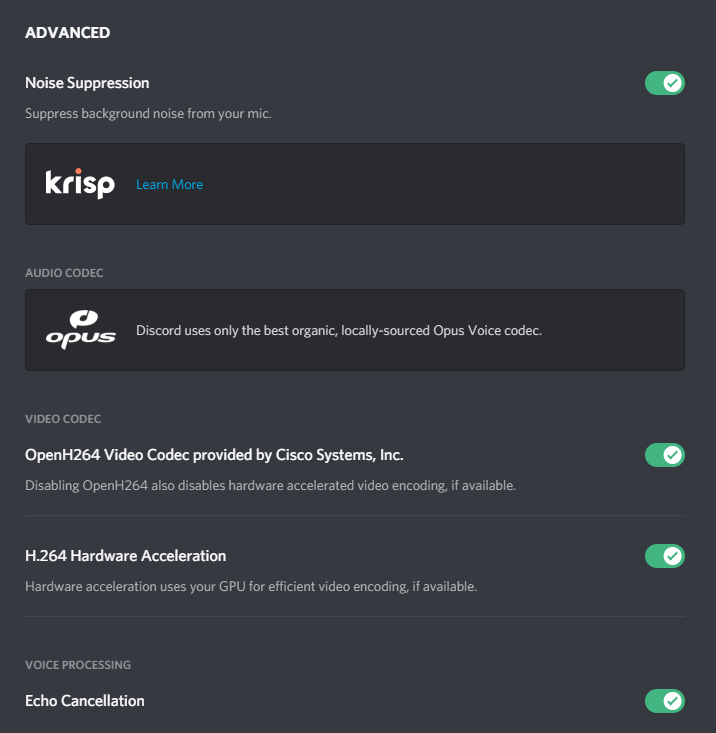 ADVANCED
Noise Suppression
Suppress background noise from your mic.
krisp Learn More
AUDIO CODEC
opus Discord uses only the best organic, locally-sourced Opus Voice codec.
VIDEO CODEC
OpenH264 Video Codec provided by Cisco Systems, Inc.
Disabling OpenH264 also disables hardware accelerated video encoding, if available.
H.264 Hardware Acceleration
Hardware acceleration uses your GPU for efficient video encoding, if available.
VOICE PROCESSING
Echo Cancellation